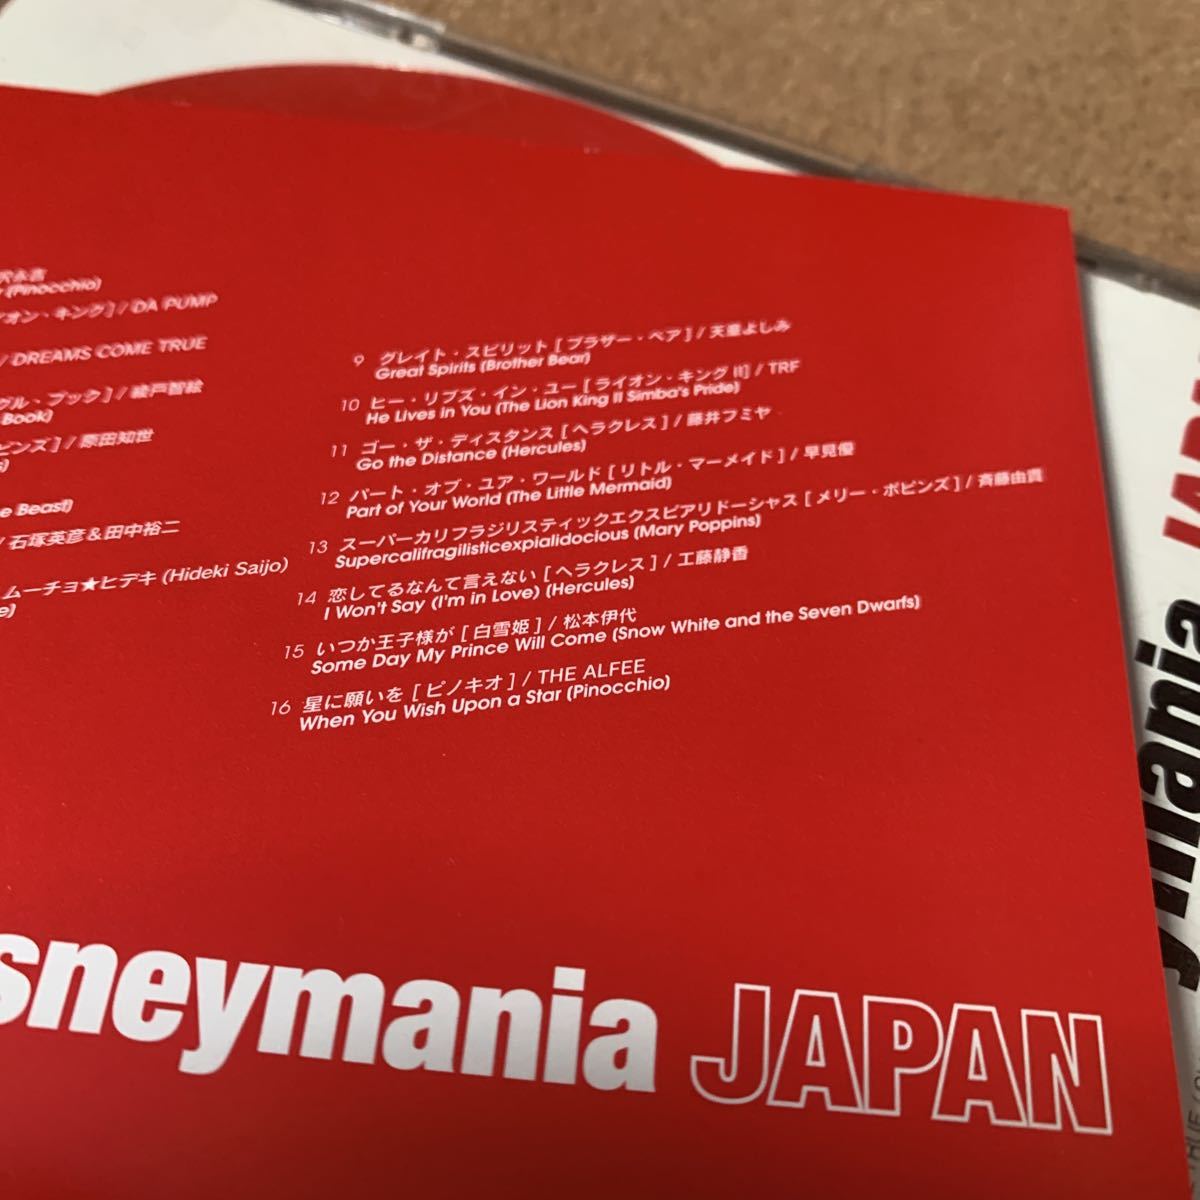 沢永吉
(Pinocchio)
イオン・キング] / DA PUMP
/ DREAMS COME TRUE
グル・ブック] / 綾戸智絵
Book)
ピンズ] / 原田知世
s)
e Beast)
/ 石塚英彦＆田中裕二
ムーチョ★ヒデキ (Hideki Saijo)
e)
9 グレイト・スピリット [ ブラザー・ベア ] / 天童よしみ
Great Spirits (Brother Bear)
10 ヒー・リブズ・イン・ユー [ ライオン・キング II] / TRF
He Lives in You (The Lion King II Simba's Pride)
11 ゴー・ザ・ディスタンス [ ヘラクレス ] / 藤井フミヤ
Go the Distance (Hercules)
12 パート・オブ・ユア・ワールド [ リトル・マーメイド ] / 早見優
Part of Your World (The Little Mermaid)
13 スーパーカリフラジリスティックエクスピアリドーシャス [ メリー・ポピンズ ] / 斉藤由貴
Supercalifragilisticexpialidocious (Mary Poppins)
14 恋してるなんて言えない [ ヘラクレス ] / 工藤静香
I Won't Say (I'm in Love) (Hercules)
15 いつか王子様が [ 白雪姫 ] / 松本伊代
Some Day My Prince Will Come (Snow White and the Seven Dwarfs)
16 星に願いを [ ピノキオ ] / THE ALFEE
When You Wish Upon a Star (Pinocchio)
sneymania JAPAN
ymania JAP